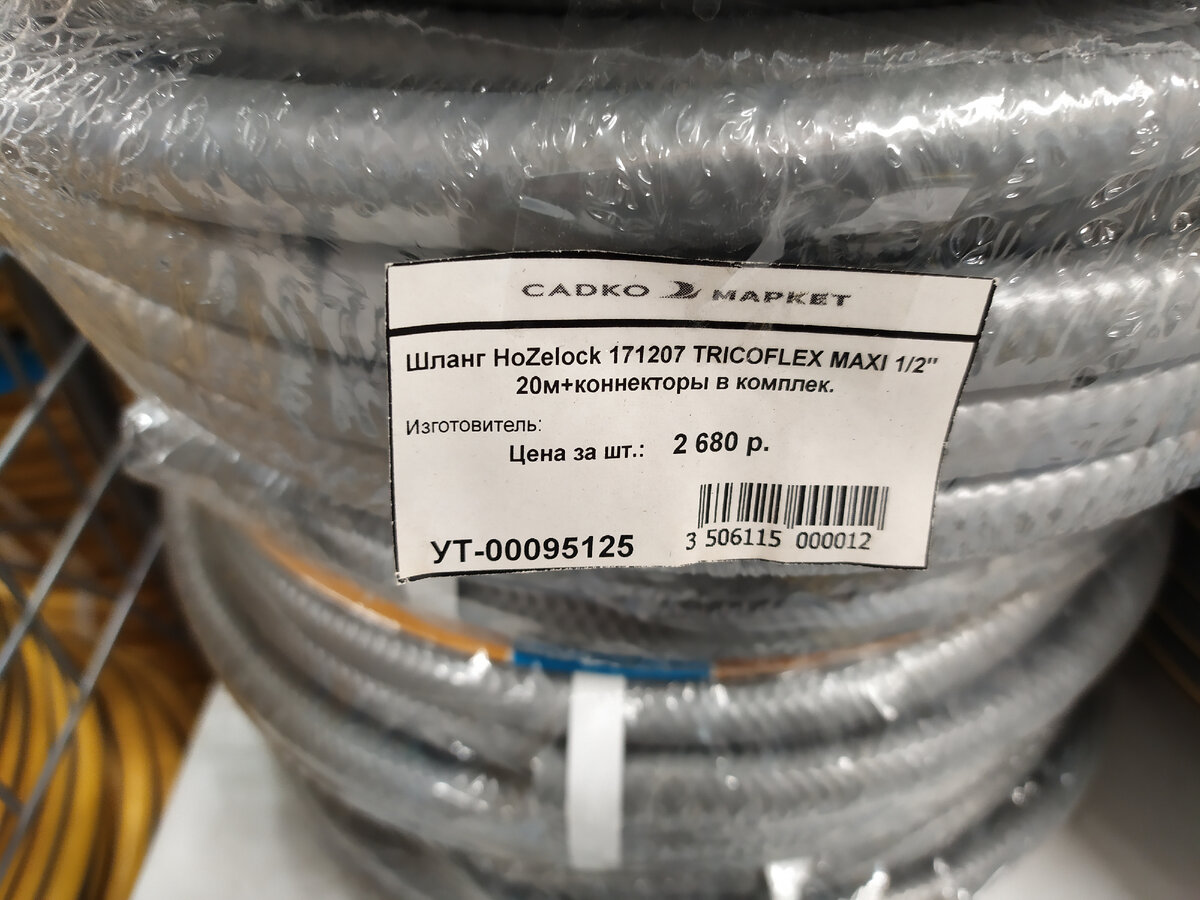 САДКО МАРКЕТ
Шланг HoZelock 171207 TRICOFLEX MAXI 1/2"
20м+коннекторы в комплек.
Изготовитель:
Цена за шт.: 2 680 р.
УТ-00095125
3 506115 000012